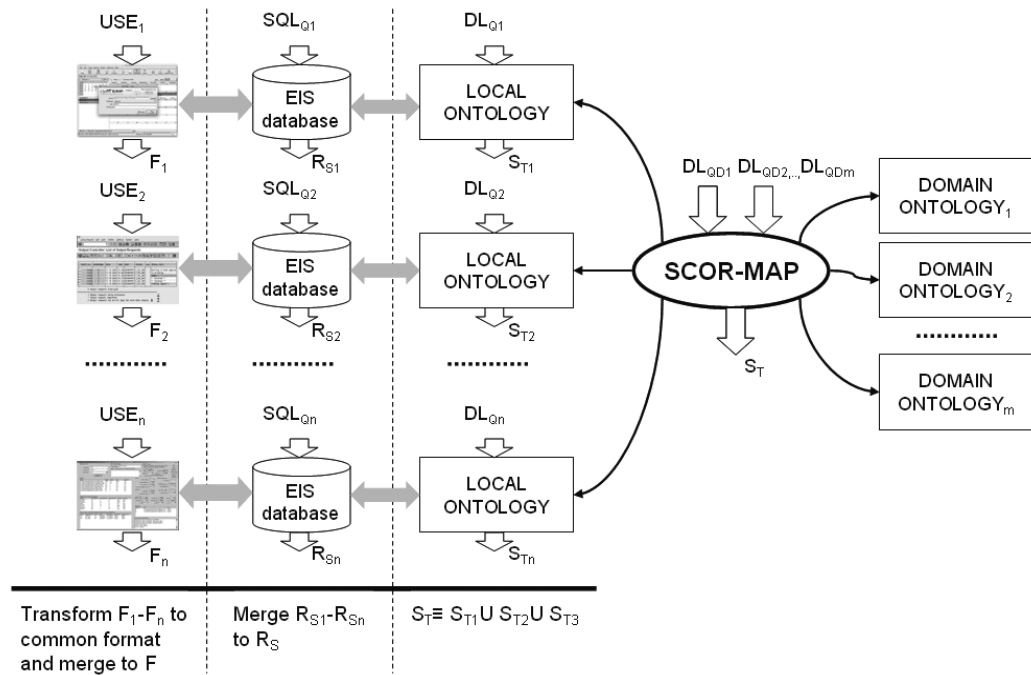 USE1 SQLQ1 DLQ1
EIS database
LOCAL ONTOLOGY
F1 RS1 ST1
USE2 SQLQ2 DLQ2
EIS database
LOCAL ONTOLOGY
F2 RS2 ST2
USEn SQLQn DLQn
EIS database
LOCAL ONTOLOGY
Fn RSn STn
DLQD1 DLQD2,..,DLQDm
SCOR-MAP
ST
DOMAIN ONTOLOGY1
DOMAIN ONTOLOGY2
DOMAIN ONTOLOGYm
Transform F1-Fn to
common format
and merge to F
Merge RS1-RSn
to RS
ST≡ ST1U ST2U ST3